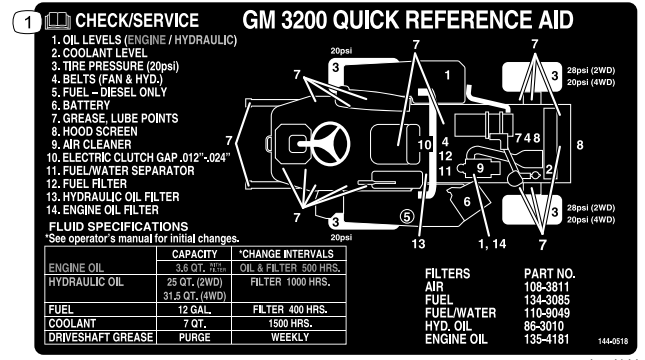 1
CHECK/SERVICE
GM 3200 QUICK REFERENCE AID
1. OIL LEVELS (ENGINE / HYDRAULIC)
2. COOLANT LEVEL
3. TIRE PRESSURE (20psi)
4. BELTS (FAN & HYD.)
5. FUEL – DIESEL ONLY
6. BATTERY
7. GREASE, LUBE POINTS
8. HOOD SCREEN
9. AIR CLEANER
10. ELECTRIC CLUTCH GAP .012"-.024"
11. FUEL/WATER SEPARATOR
12. FUEL FILTER
13. HYDRAULIC OIL FILTER
14. ENGINE OIL FILTER
20psi
3
7
7
1
7
3
28psi (2WD)
20psi (4WD)
7
10
4
12
11
7 4 8
8
9
2
6
5
7
3
20psi
13
1, 14
7
3
28psi (2WD)
20psi (4WD)
FLUID SPECIFICATIONS
*See operator's manual for initial changes.
CAPACITY *CHANGE INTERVALS
ENGINE OIL 3.6 QT. WITH FILTER OIL & FILTER 500 HRS.
HYDRAULIC OIL 25 QT. (2WD) FILTER 1000 HRS.
31.5 QT. (4WD)
FUEL 12 GAL. FILTER 400 HRS.
COOLANT 7 QT. 1500 HRS.
DRIVESHAFT GREASE PURGE WEEKLY
FILTERS PART NO.
AIR 108-3811
FUEL 134-3085
FUEL/WATER 110-9049
HYD. OIL 86-3010
ENGINE OIL 135-4181
144-0518